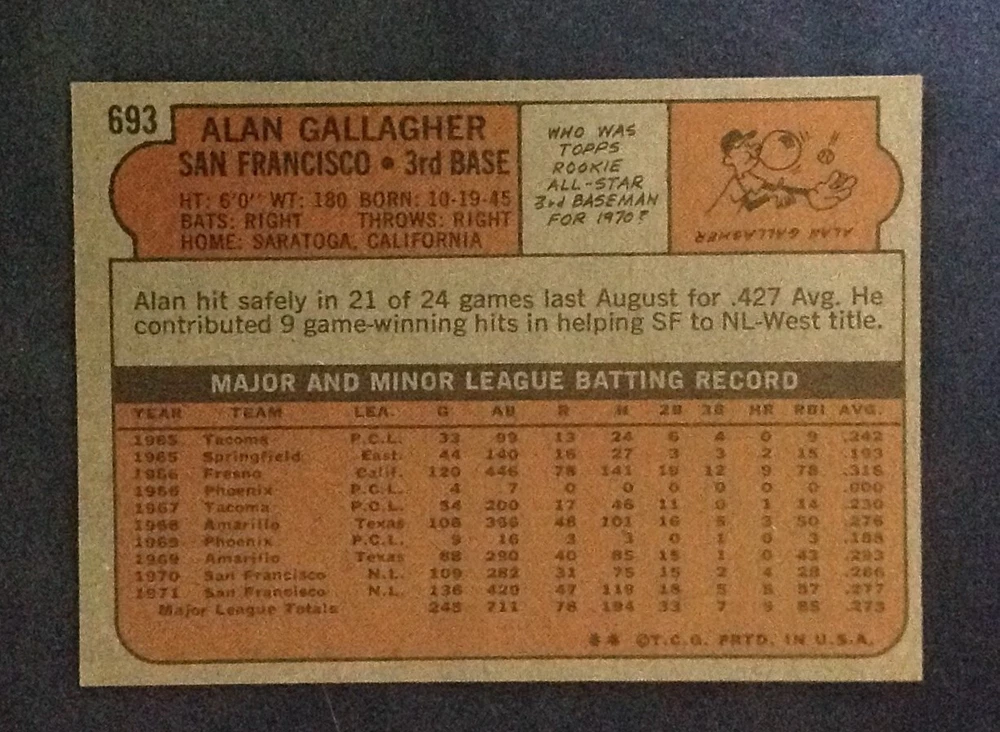 693
ALAN GALLAGHER
SAN FRANCISCO • 3rd BASE
HT: 6'0" WT: 180 BORN: 10-19-45
BATS: RIGHT THROWS: RIGHT
HOME: SARATOGA, CALIFORNIA
WHO WAS
TOPPS
ROOKIE
ALL-STAR
3rd BASEMAN
FOR 1970?
ALAN GALLAGHER
Alan hit safely in 21 of 24 games last August for .427 Avg. He
contributed 9 game-winning hits in helping SF to NL-West title.
MAJOR AND MINOR LEAGUE BATTING RECORD
YEAR TEAM LEA. G AB R H 2B 3B HR RBI AVG.
1965 Tacoma P.C.L. 33 99 13 24 6 4 0 9 .242
1965 Springfield East. 44 140 16 27 3 3 2 15 .193
1966 Fresno Calif. 120 446 78 141 19 12 9 78 .316
1966 Phoenix P.C.L. 4 7 0 0 0 0 0 0 .000
1967 Tacoma P.C.L. 54 200 17 46 11 0 1 14 .230
1968 Amarillo Texas 108 366 48 101 16 5 3 50 .276
1969 Phoenix P.C.L. 9 16 3 3 0 1 0 3 .188
1969 Amarillo Texas 88 290 40 85 15 1 0 43 .293
1970 San Francisco N.L. 109 282 31 75 15 2 4 28 .266
1971 San Francisco N.L. 136 429 47 119 18 5 5 57 .277
Major League Totals 245 711 78 194 33 7 9 85 .273
** ©T.C.G. PRTD. IN U.S.A.